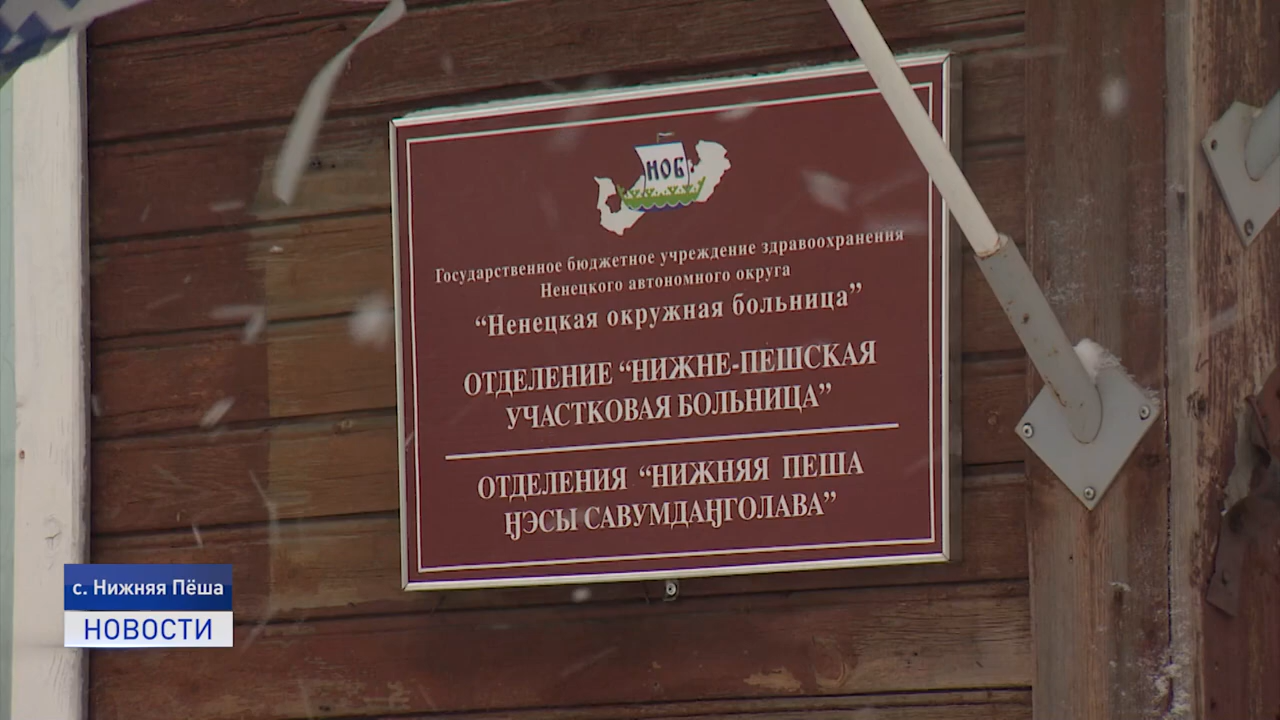 НОБ
Государственное бюджетное учреждение здравоохранения
Ненецкого автономного округа
“Ненецкая окружная больница”
ОТДЕЛЕНИЕ “НИЖНЕ-ПЕШСКАЯ
УЧАСТКОВАЯ БОЛЬНИЦА”
ОТДЕЛЕНИЯ “НИЖНЯЯ ПЕША
ӇЭСЫ САВУМДАӇГОЛАВА”
с. Нижняя Пёша
НОВОСТИ